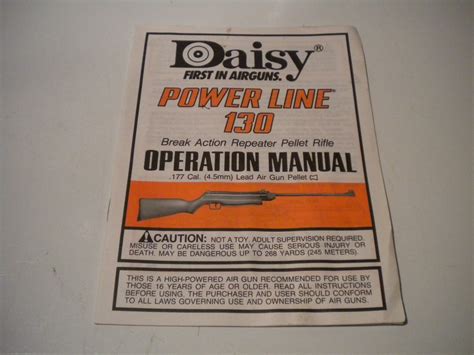 Daisy®
FIRST IN AIRGUNS.
POWER LINE®
130
Break Action Repeater Pellet Rifle
OPERATION MANUAL
.177 Cal. (4.5mm) Lead Air Gun Pellet
CAUTION: NOT A TOY. ADULT SUPERVISION REQUIRED.
MISUSE OR CARELESS USE MAY CAUSE SERIOUS INJURY OR
DEATH. MAY BE DANGEROUS UP TO 268 YARDS (245 METERS).
THIS IS A HIGH-POWERED AIR GUN RECOMMENDED FOR USE BY
THOSE 16 YEARS OF AGE OR OLDER. READ ALL INSTRUCTIONS
BEFORE USING. THE PURCHASER AND USER SHOULD CONFORM
TO ALL LAWS GOVERNING USE AND OWNERSHIP OF AIR GUNS.